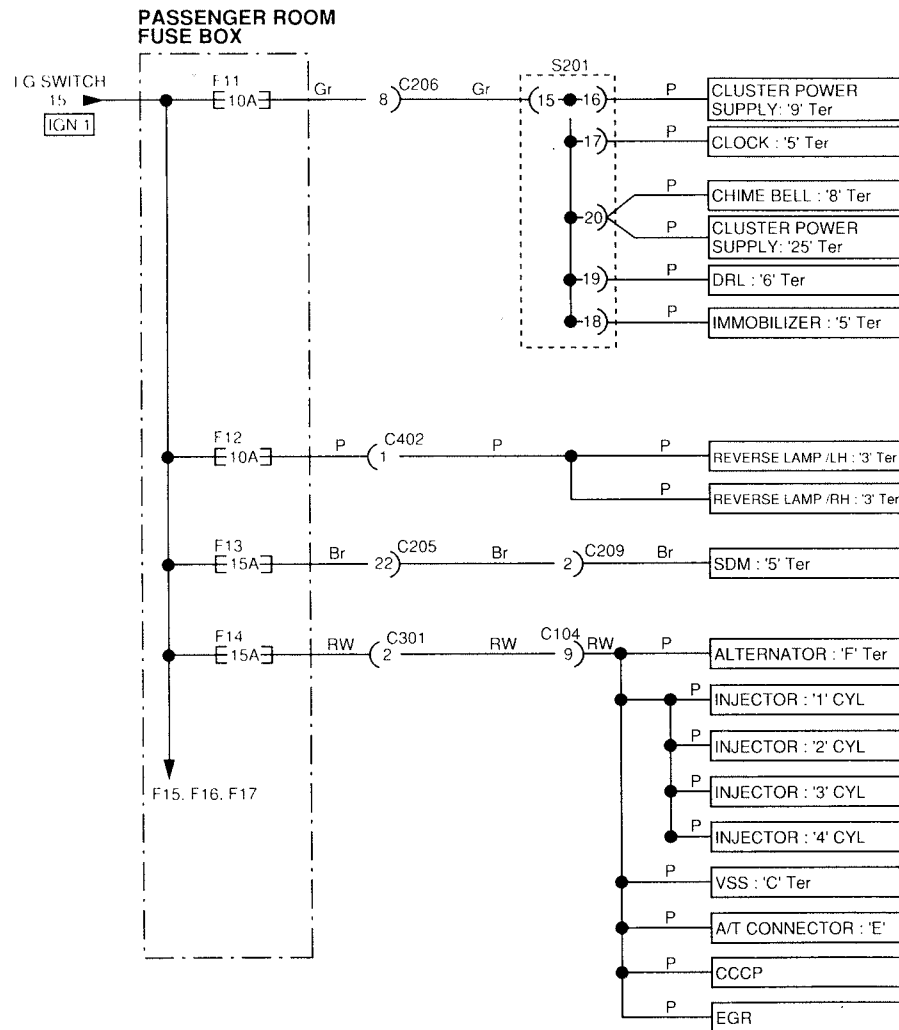 PASSENGER ROOM
FUSE BOX
I G SWITCH
15
IGN 1
F11
10A
Gr
8
C206
Gr
S201
15
16
P
CLUSTER POWER
SUPPLY: '9' Ter
17
P
CLOCK : '5' Ter
20
P
CHIME BELL : '8' Ter
P
CLUSTER POWER
SUPPLY: '25' Ter
19
P
DRL : '6' Ter
18
P
IMMOBILIZER : '5' Ter
F12
10A
P
C402
1
P
P
REVERSE LAMP /LH : '3' Ter
P
REVERSE LAMP /RH : '3' Ter
F13
15A
Br
22
C205
Br
2
C209
Br
SDM : '5' Ter
F14
15A
RW
C301
2
RW
C104
9
RW
P
ALTERNATOR : 'F' Ter
P
INJECTOR : '1' CYL
P
INJECTOR : '2' CYL
P
INJECTOR : '3' CYL
P
INJECTOR : '4' CYL
F15, F16, F17
P
VSS : 'C' Ter
P
A/T CONNECTOR : 'E'
P
CCCP
P
EGR